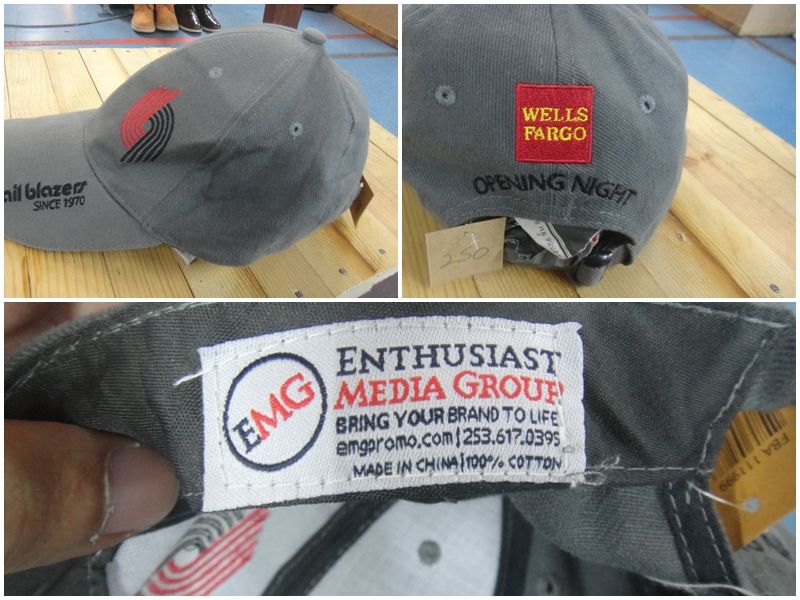 ail blazers
SINCE 1970
WELLS
FARGO
OPENING NIGHT
250
EMG
ENTHUSIAST
MEDIA GROUP
BRING YOUR BRAND TO LIFE
emgpromo.com|253.617.0395
MADE IN CHINA|100% COTTON
FBA 11999